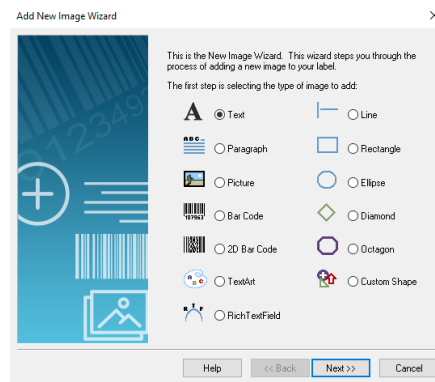 Add New Image Wizard
This is the New Image Wizard. This wizard steps you through the
process of adding a new image to your label.
The first step is selecting the type of image to add:
Text
Line
Paragraph
Rectangle
Picture
Ellipse
Bar Code
Diamond
2D Bar Code
Octagon
TextArt
Custom Shape
RichTextField
Help
<< Back
Next >>
Cancel